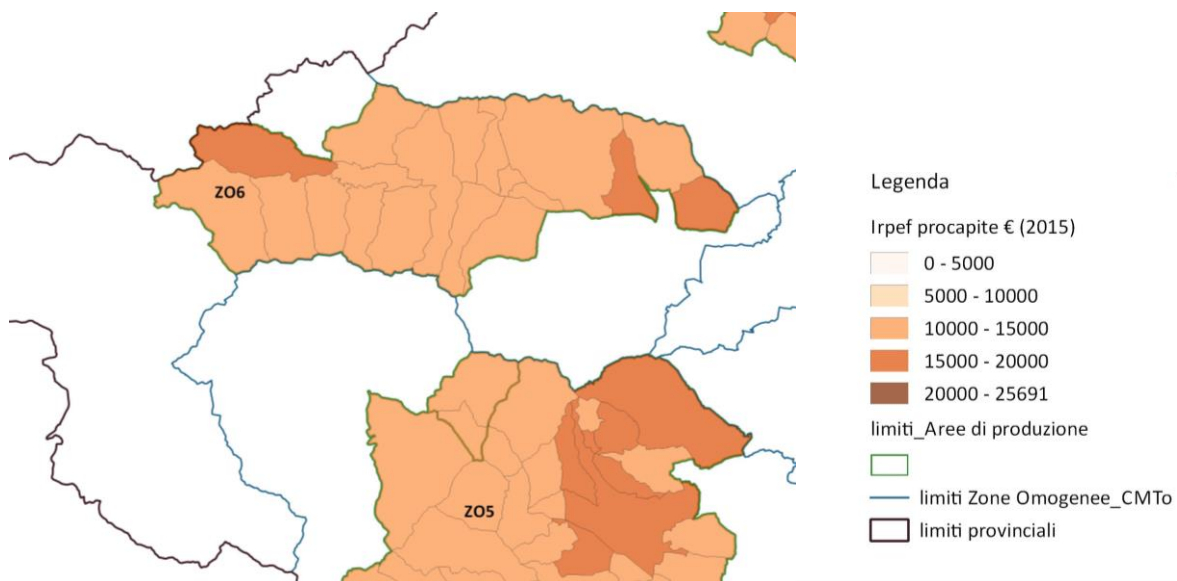 ZO6
ZO5
Legenda
Irpef procapite € (2015)
0 - 5000
5000 - 10000
10000 - 15000
15000 - 20000
20000 - 25691
limiti_Aree di produzione
limiti Zone Omogenee_CMTo
limiti provinciali